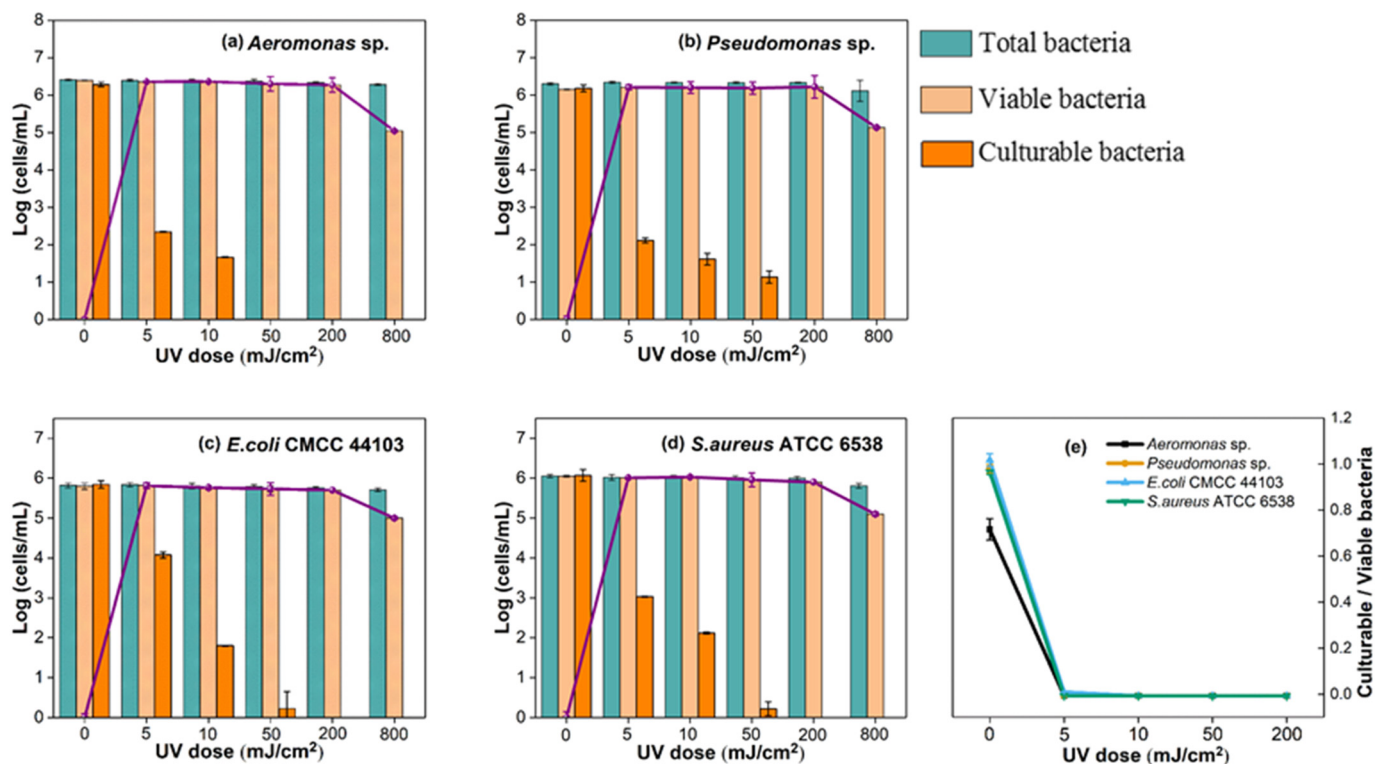 (a) Aeromonas sp.
Log (cells/mL)
8
7
6
5
4
3
2
1
0
0 5 10 50 200 800
UV dose (mJ/cm²)
(b) Pseudomonas sp.
Log (cells/mL)
8
7
6
5
4
3
2
1
0
0 5 10 50 200 800
UV dose (mJ/cm²)
Total bacteria
Viable bacteria
Culturable bacteria
(c) E.coli CMCC 44103
Log (cells/mL)
7
6
5
4
3
2
1
0
0 5 10 50 200 800
UV dose (mJ/cm²)
(d) S.aureus ATCC 6538
Log (cells/mL)
7
6
5
4
3
2
1
0
0 5 10 50 200 800
UV dose (mJ/cm²)
(e)
Aeromonas sp.
Pseudomonas sp.
E.coli CMCC 44103
S.aureus ATCC 6538
1.2
1.0
0.8
0.6
0.4
0.2
0.0
Culturable / Viable bacteria
0 5 10 50 200
UV dose (mJ/cm²)